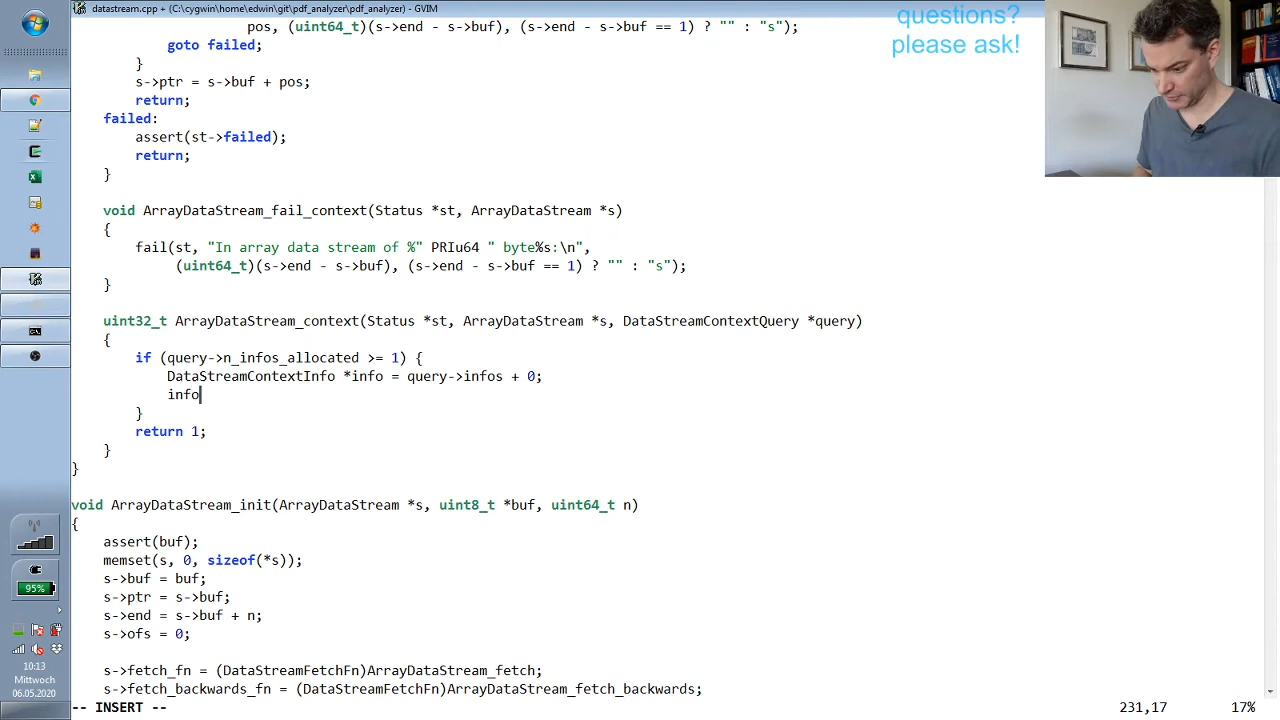 datastream.cpp + (C:\cygwin\home\edwin\git\pdf_analyzer\pdf_analyzer) - GVIM
questions?
please ask!
pos, (uint64_t)(s->end - s->buf), (s->end - s->buf == 1) ? "" : "s");
goto failed;
}
s->ptr = s->buf + pos;
return;
failed:
assert(st->failed);
return;
}
void ArrayDataStream_fail_context(Status *st, ArrayDataStream *s)
{
fail(st, "In array data stream of %" PRIu64 " byte%s:\n",
(uint64_t)(s->end - s->buf), (s->end - s->buf == 1) ? "" : "s");
}
uint32_t ArrayDataStream_context(Status *st, ArrayDataStream *s, DataStreamContextQuery *query)
{
if (query->n_infos_allocated >= 1) {
DataStreamContextInfo *info = query->infos + 0;
info
}
return 1;
}
}
void ArrayDataStream_init(ArrayDataStream *s, uint8_t *buf, uint64_t n)
{
assert(buf);
memset(s, 0, sizeof(*s));
s->buf = buf;
s->ptr = s->buf;
s->end = s->buf + n;
s->ofs = 0;
s->fetch_fn = (DataStreamFetchFn)ArrayDataStream_fetch;
s->fetch_backwards_fn = (DataStreamFetchFn)ArrayDataStream_fetch_backwards;
-- INSERT --
231,17
17%
95%
10:13
Mittwoch
06.05.2020